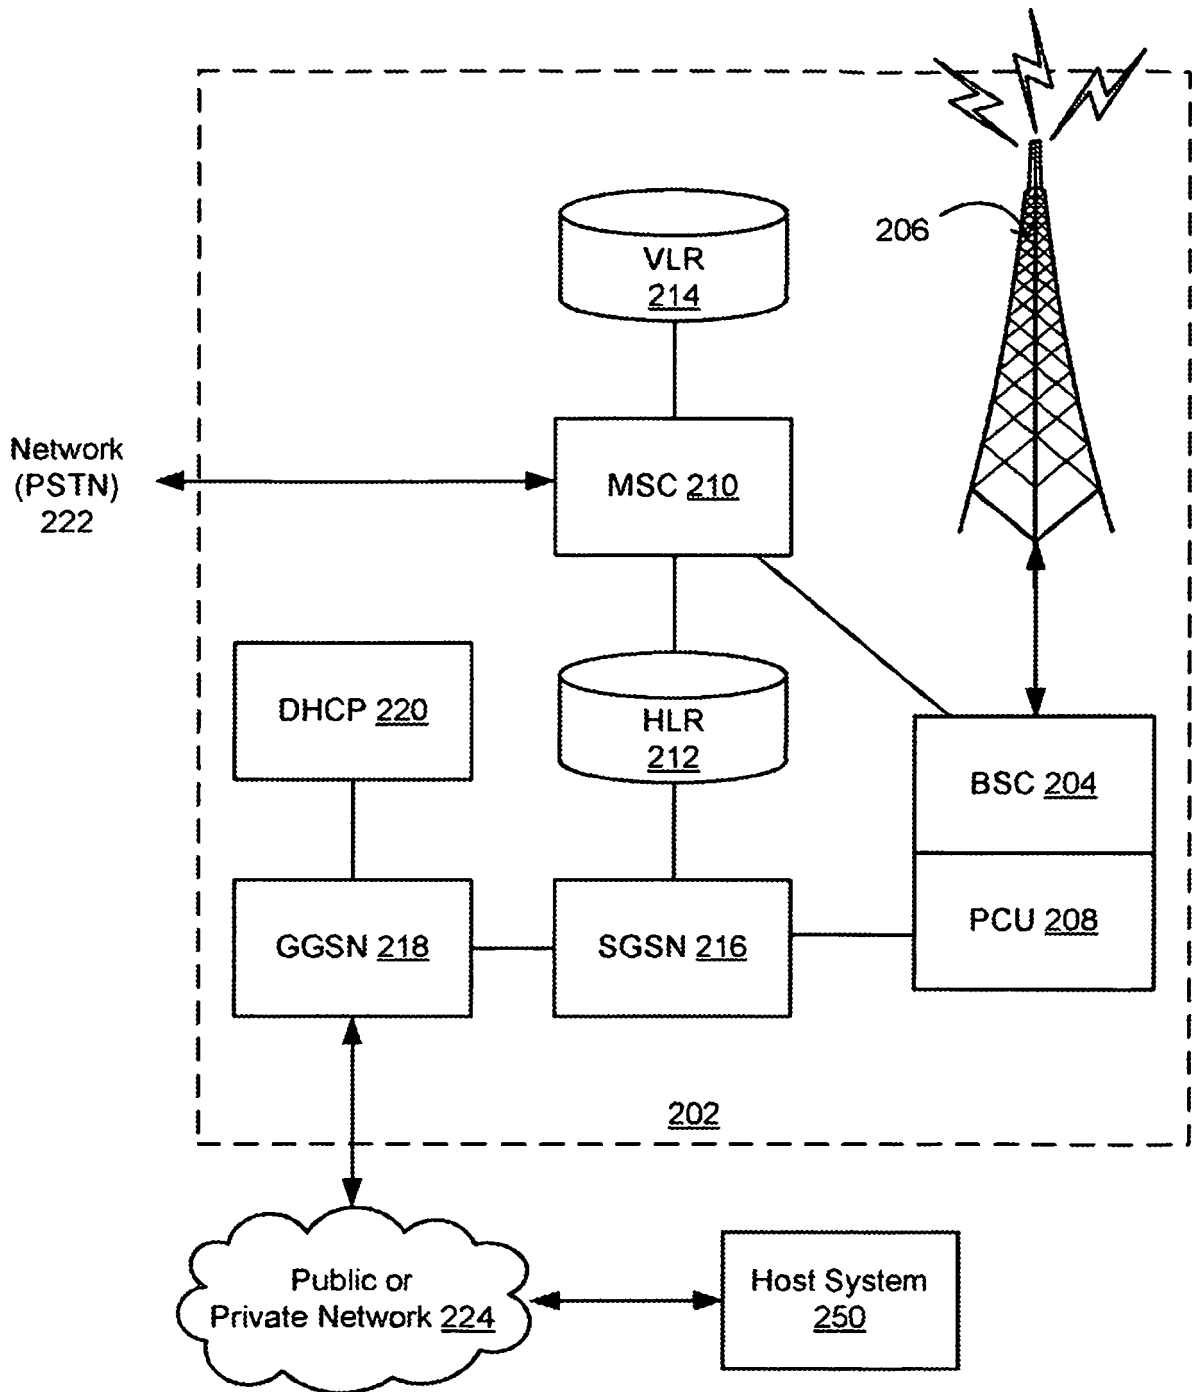 206
VLR
214
Network
(PSTN)
222
MSC 210
DHCP 220
HLR
212
BSC 204
GGSN 218
SGSN 216
PCU 208
202
Public or
Private Network 224
Host System
250